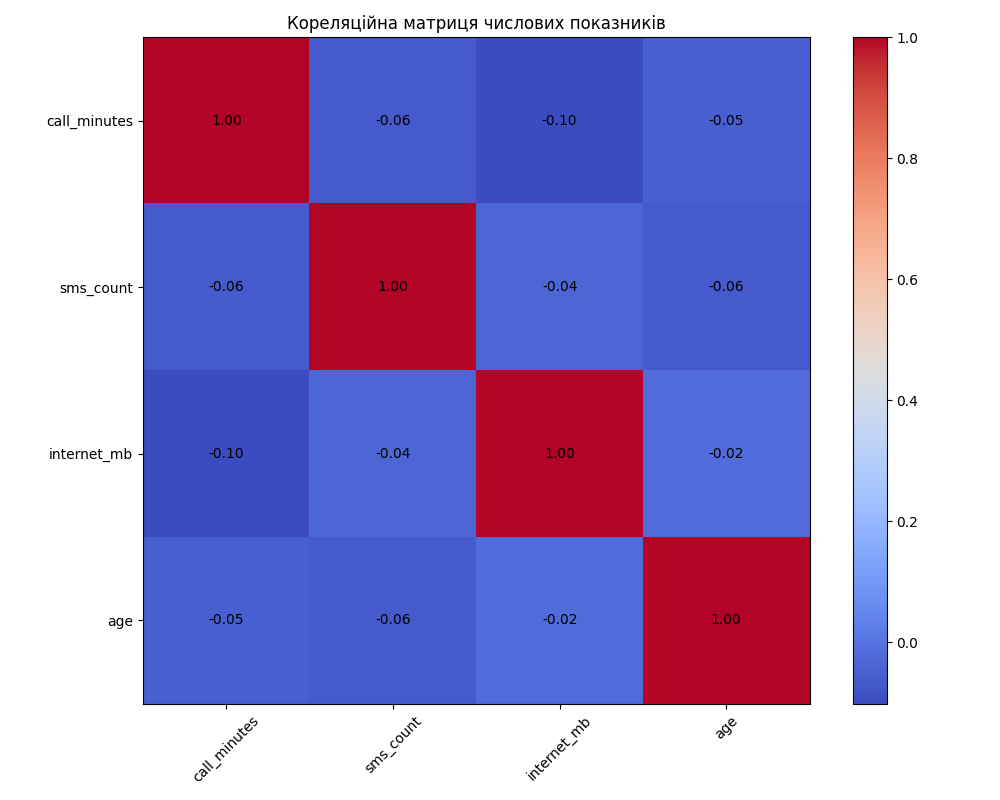 Кореляційна матриця числових показників
call_minutes 1.00 -0.06 -0.10 -0.05
sms_count -0.06 1.00 -0.04 -0.06
internet_mb -0.10 -0.04 1.00 -0.02
age -0.05 -0.06 -0.02 1.00
call_minutes sms_count internet_mb age
1.0
0.8
0.6
0.4
0.2
0.0